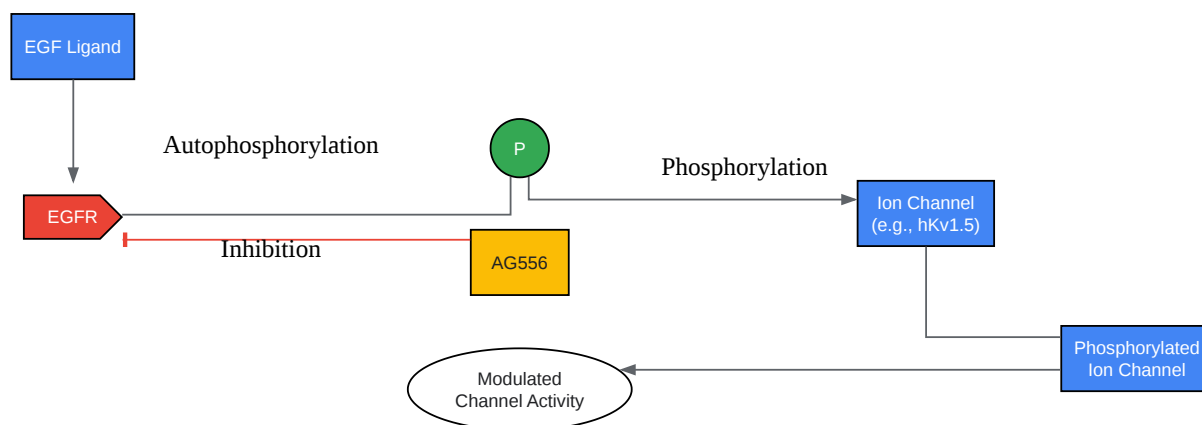 EGF Ligand
Autophosphorylation
P
Phosphorylation
EGFR
Ion Channel
(e.g., hKv1.5)
Inhibition
AG556
Phosphorylated
Ion Channel
Modulated
Channel Activity